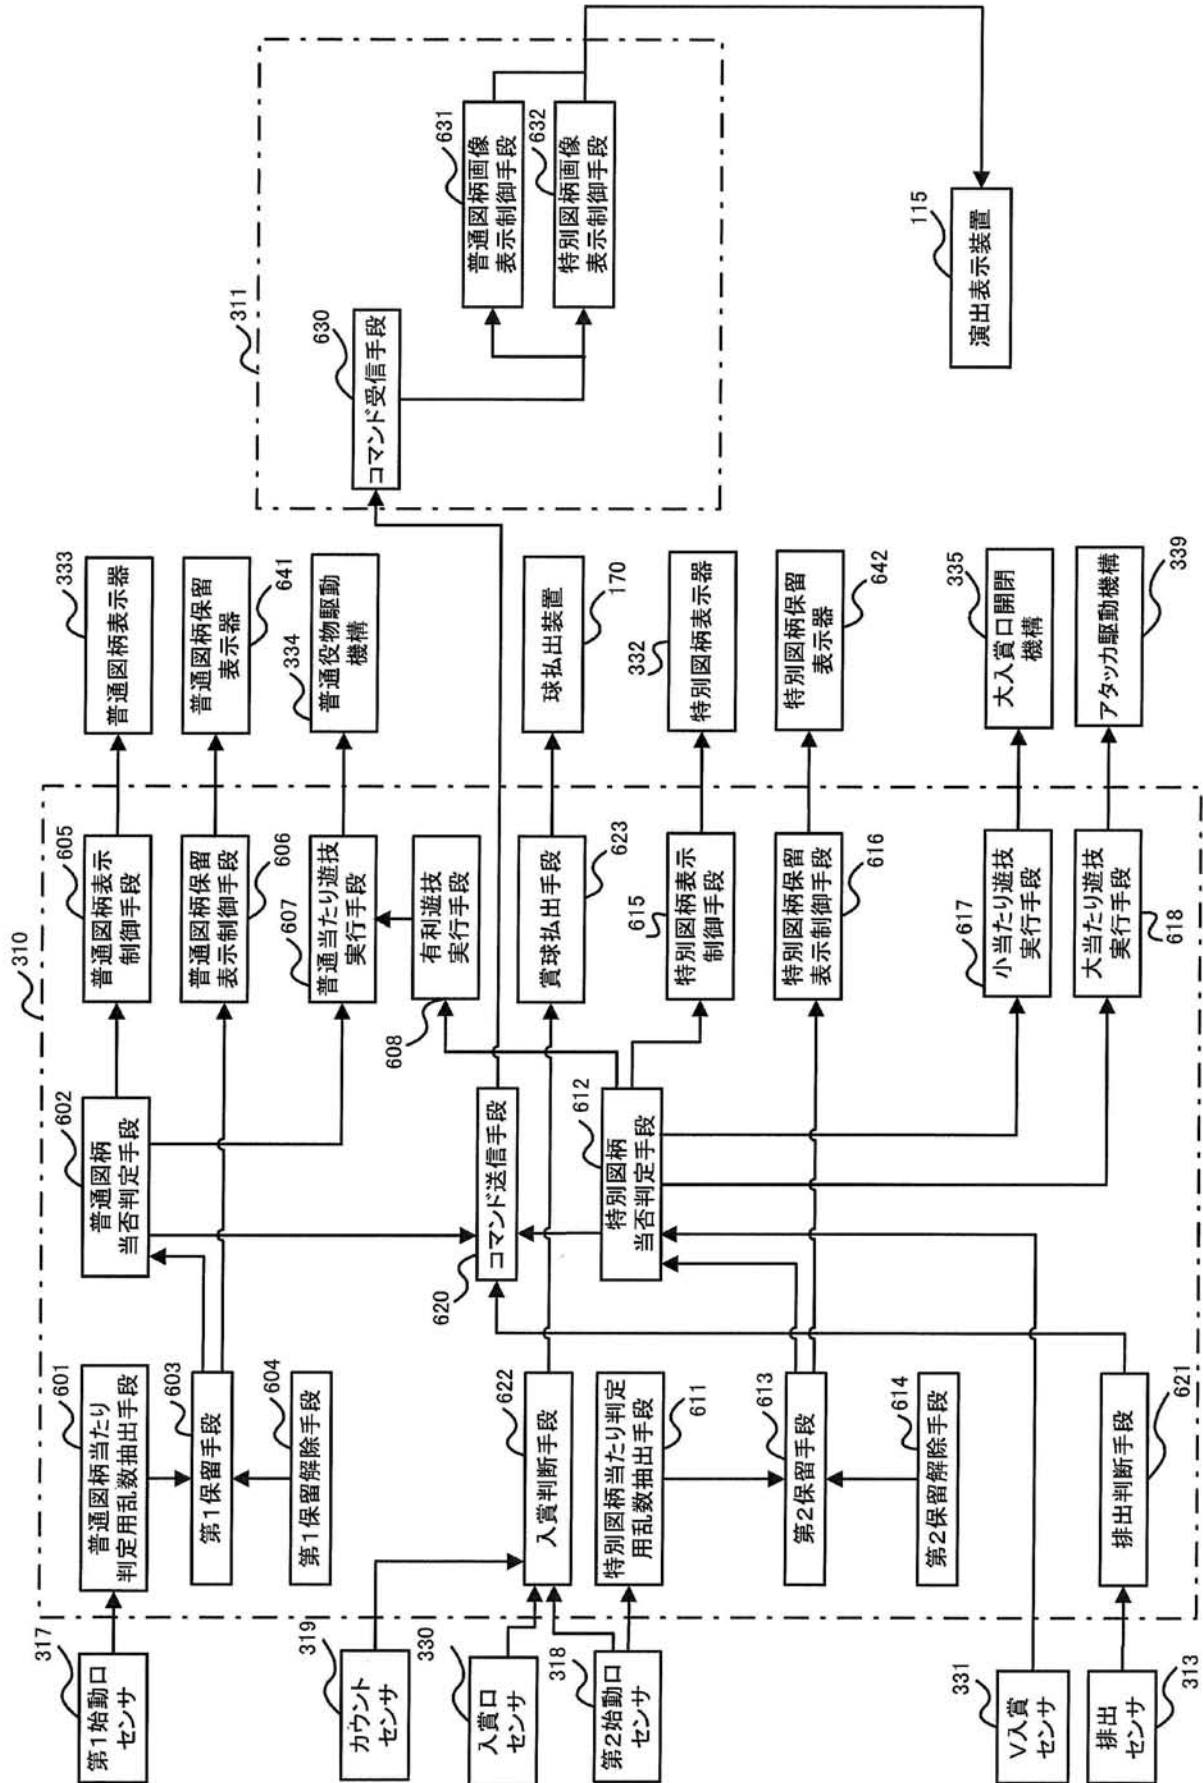 310
317
第1始動口
センサ
601
普通図柄当たり
判定用乱数抽出手段
603
第1保留手段
604
第1保留解除手段
602
普通図柄
当否判定手段
605
普通図柄表示
制御手段
333
普通図柄表示器
普通図柄保留
表示制御手段
606
普通図柄保留
表示器
641
607
普通当たり遊技
実行手段
334
普通役物駆動
機構
有利遊技
実行手段
608
319
カウント
センサ
330
入賞口
センサ
318
第2始動口
センサ
622
入賞判断手段
特別図柄当たり判定
用乱数抽出手段
611
コマンド送信手段
620
賞球払出手段
623
球払出装置
170
612
特別図柄
当否判定手段
615
特別図柄表示
制御手段
332
特別図柄表示器
613
第2保留手段
614
第2保留解除手段
特別図柄保留
表示制御手段
616
特別図柄保留
表示器
642
617
小当たり遊技
実行手段
335
大入賞口開閉
機構
大当たり遊技
実行手段
618
アタッカ駆動機構
339
331
V入賞
センサ
排出
センサ
313
排出判断手段
621
311
630
コマンド受信手段
631
普通図柄画像
表示制御手段
632
特別図柄画像
表示制御手段
115
演出表示装置